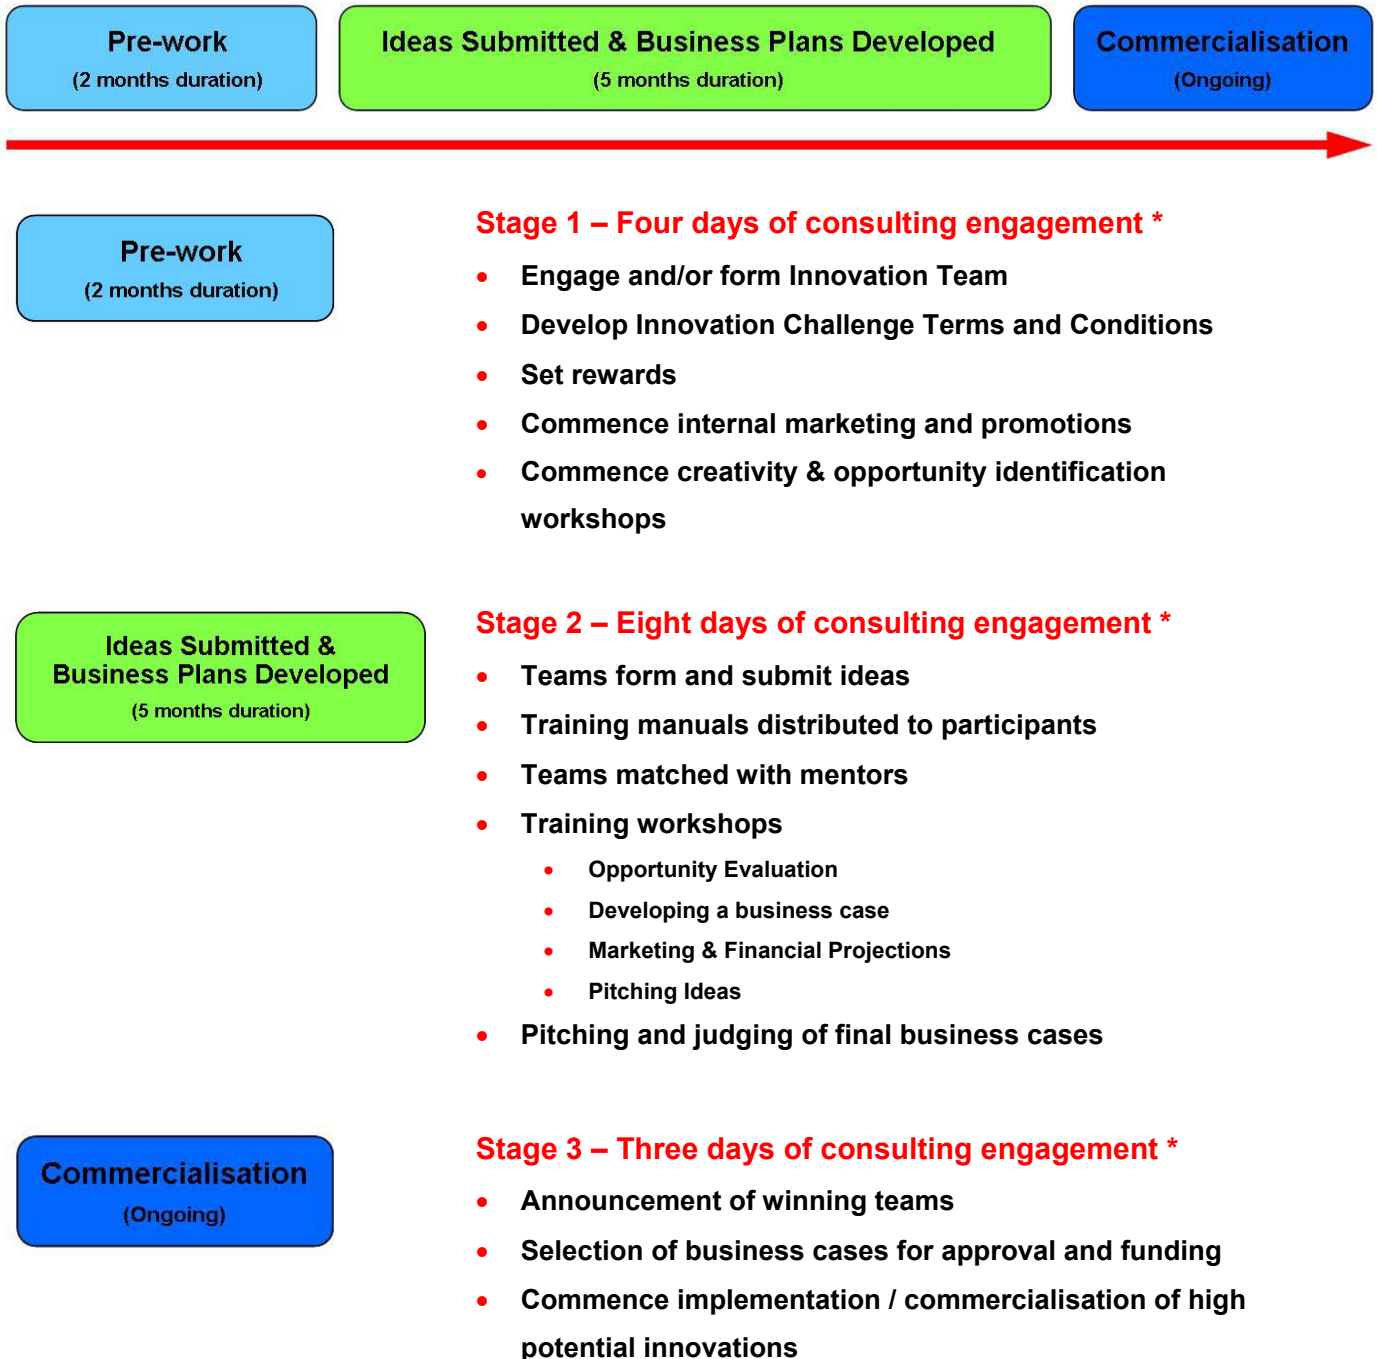 Pre-work
(2 months duration)
Ideas Submitted & Business Plans Developed
(5 months duration)
Commercialisation
(Ongoing)
Pre-work
(2 months duration)
Stage 1 – Four days of consulting engagement *
• Engage and/or form Innovation Team
• Develop Innovation Challenge Terms and Conditions
• Set rewards
• Commence internal marketing and promotions
• Commence creativity & opportunity identification
workshops
Ideas Submitted &
Business Plans Developed
(5 months duration)
Stage 2 – Eight days of consulting engagement *
• Teams form and submit ideas
• Training manuals distributed to participants
• Teams matched with mentors
• Training workshops
• Opportunity Evaluation
• Developing a business case
• Marketing & Financial Projections
• Pitching Ideas
• Pitching and judging of final business cases
Commercialisation
(Ongoing)
Stage 3 – Three days of consulting engagement *
• Announcement of winning teams
• Selection of business cases for approval and funding
• Commence implementation / commercialisation of high
potential innovations